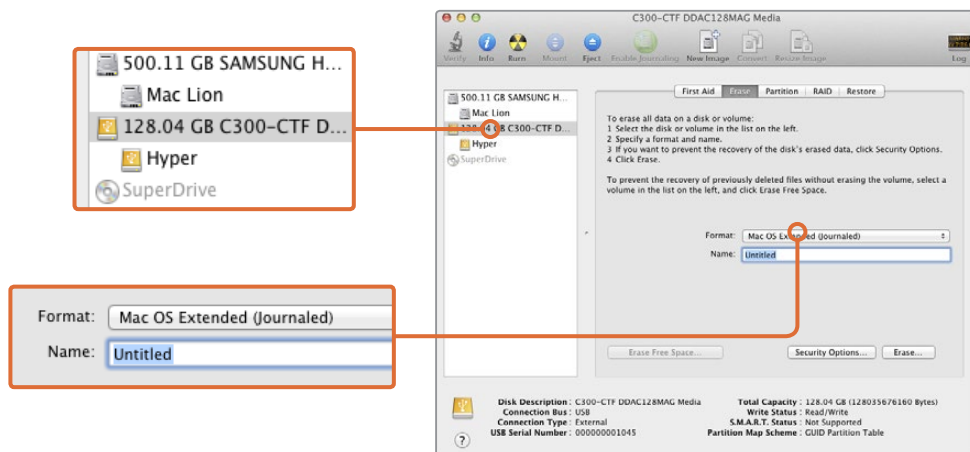 500.11 GB SAMSUNG H...
Mac Lion
128.04 GB C300-CTF D...
Hyper
SuperDrive
Format: Mac OS Extended (Journaled)
Name: Untitled
C300-CTF DDAC128MAG Media
Verify Info Burn Mount Eject Enable Journaling New Image Convert Resize Image Log
500.11 GB SAMSUNG H...
Mac Lion
128.04 GB C300-CTF D...
Hyper
SuperDrive
First Aid Erase Partition RAID Restore
To erase all data on a disk or volume:
1 Select the disk or volume in the list on the left.
2 Specify a format and name.
3 If you want to prevent the recovery of the disk's erased data, click Security Options.
4 Click Erase.
To prevent the recovery of previously deleted files without erasing the volume, select a
volume in the list on the left, and click Erase Free Space.
Format: Mac OS Extended (Journaled)
Name: Untitled
Erase Free Space... Security Options... Erase...
Disk Description : C300-CTF DDAC128MAG Media
Connection Bus : USB
Connection Type : External
USB Serial Number : 000000001045
Total Capacity : 128.04 GB (128035676160 Bytes)
Write Status : Read/Write
S.M.A.R.T. Status : Not Supported
Partition Map Scheme : GUID Partition Table
?